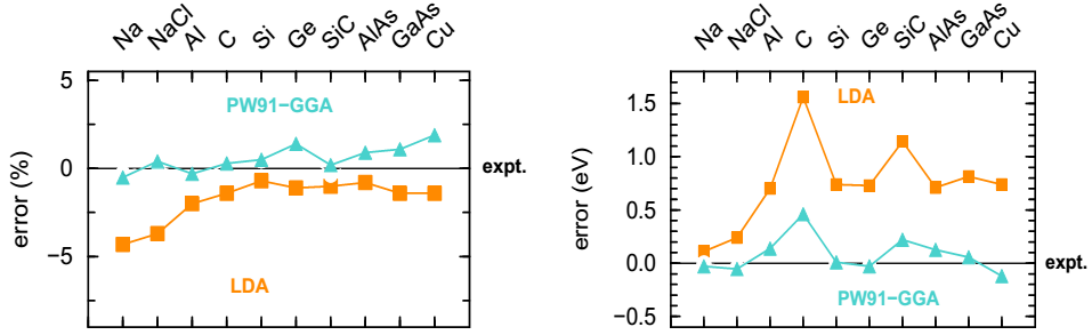 Na NaCl Al C Si Ge SiC AlAs GaAs Cu
5
0
−5
error (%)
PW91−GGA
LDA
expt.
Na NaCl Al C Si Ge SiC AlAs GaAs Cu
1.5
1.0
0.5
0.0
−0.5
error (eV)
LDA
PW91−GGA
expt.